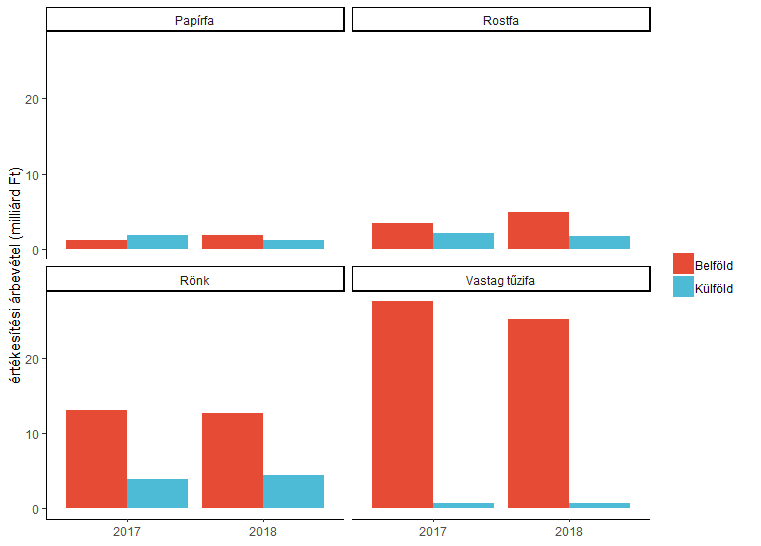 Papírfa
Rostfa
20
10
0
Rönk
Vastag tűzifa
20
10
0
2017
2018
2017
2018
értékesítési árbevétel (milliárd Ft)
Belföld
Külföld